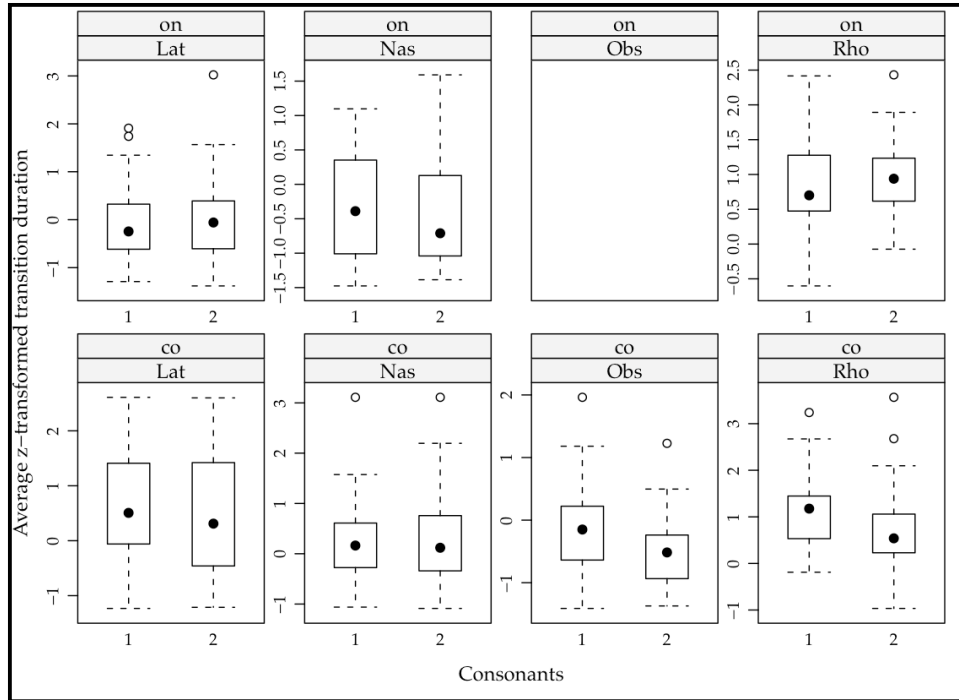 on on on on
Lat Nas Obs Rho
−1 0 1 2 3
−1.5 −1.0 −0.5 0.0 0.5 1.0 1.5
−0.5 0.0 0.5 1.0 1.5 2.0 2.5
1 2 1 2 1 2
co co co co
Lat Nas Obs Rho
−1 0 1 2
−1 0 1 2 3
−1 0 1 2
−1 0 1 2 3
1 2 1 2 1 2 1 2
Average z−transformed transition duration
Consonants